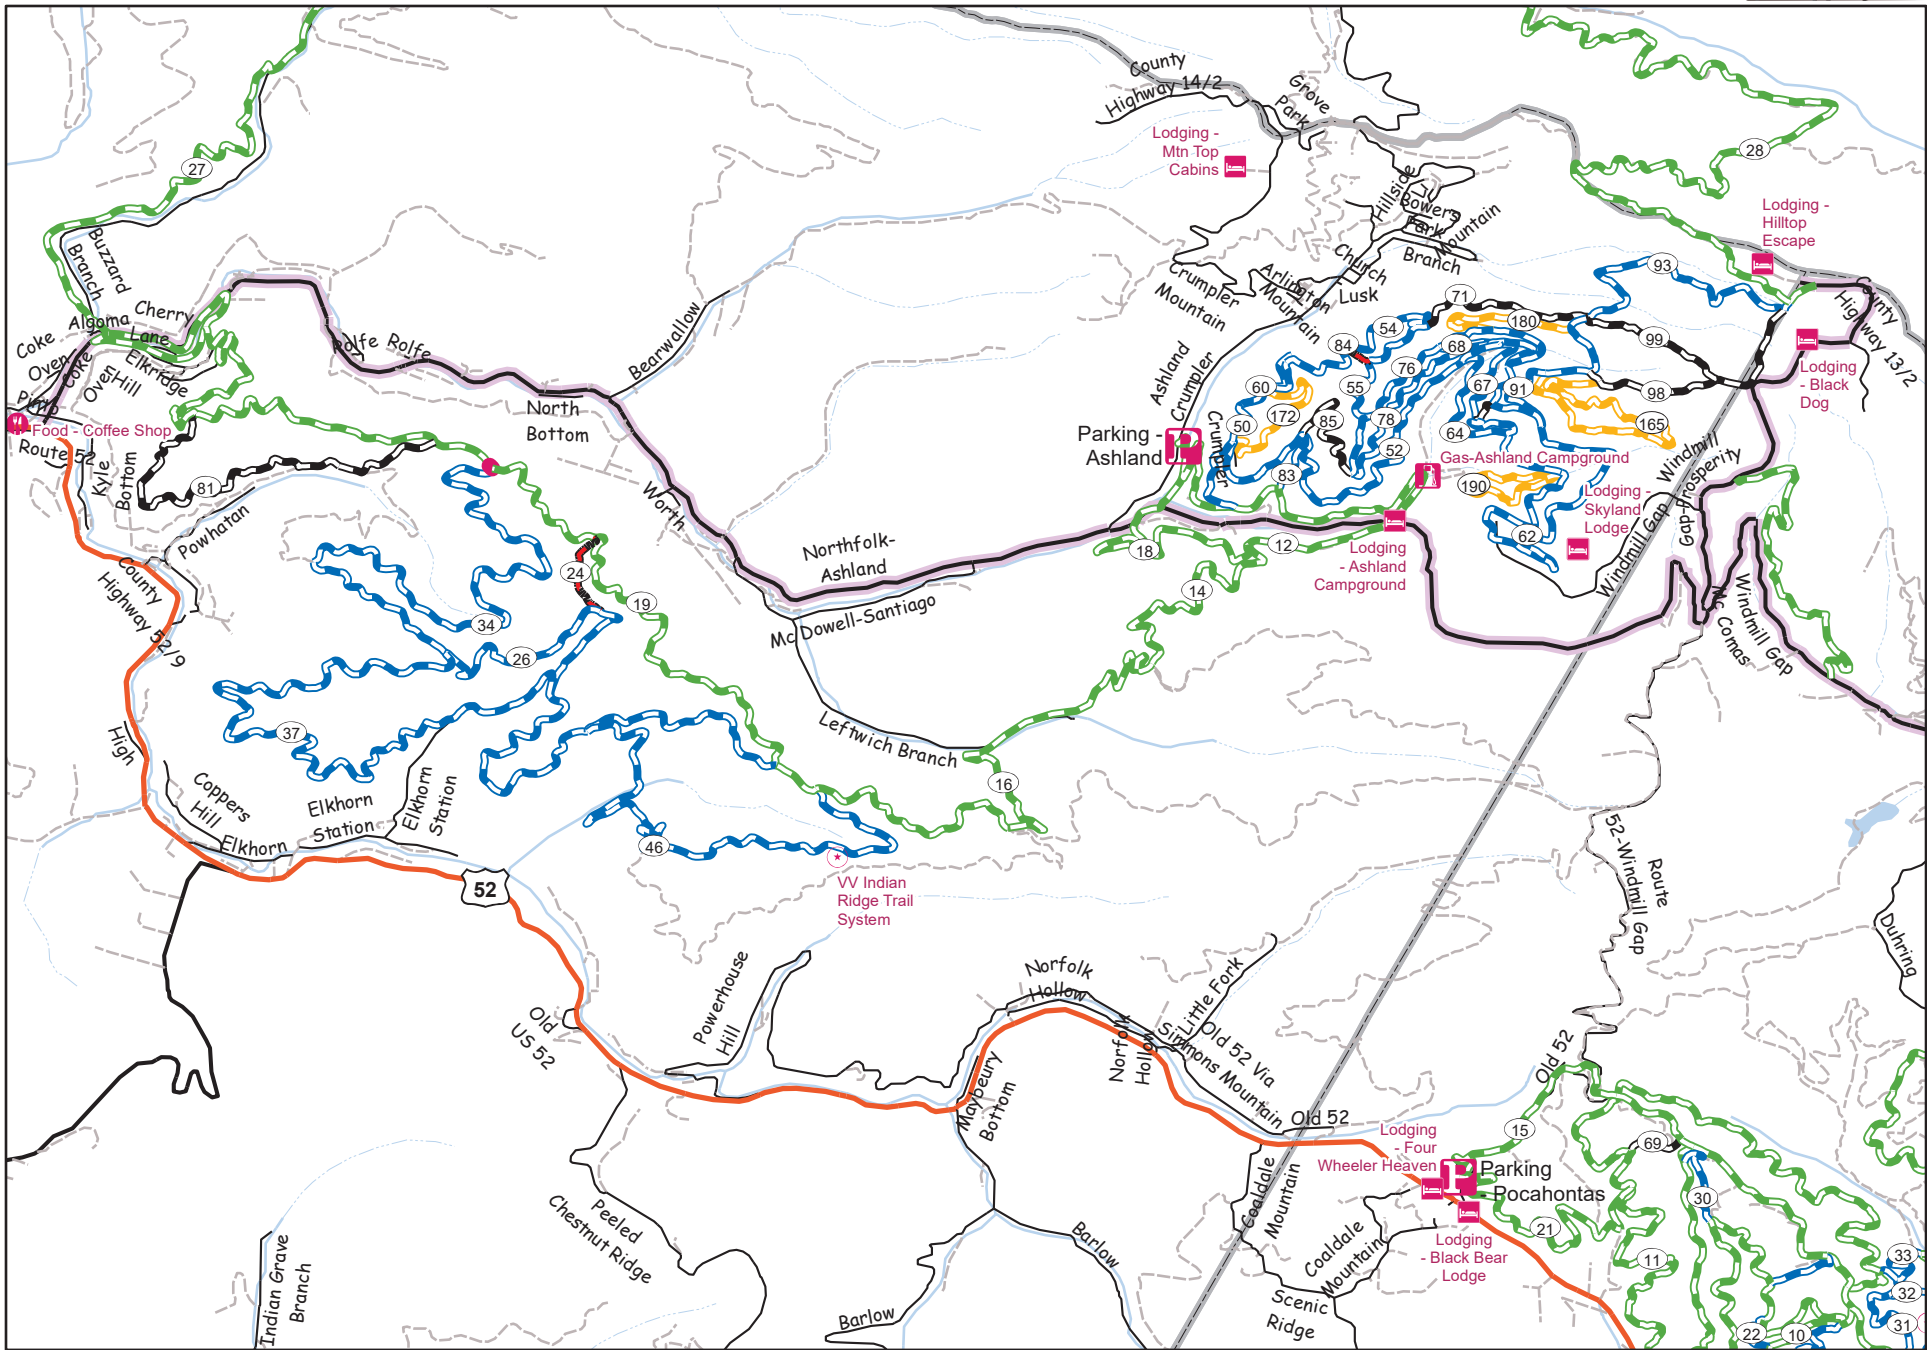 County
Highway 14/2
Grove
Park
Lodging -
Mtn Top
Cabins
28
27
Hillside
Bowers
Park
Mountain
Branch
Lodging -
Hilltop
Escape
Buzzard
Branch
Church
Lusk
Arlington
Mountain
Crumpler
Mountain
93
County
Highway 13/2
Cherry
Algoma
Lane
Coke
Oven
Coke
Oven
Hill
Elkridge
Rolfe
Rolfe
Bearwallow
71
180
54
84
68
99
76
Lodging
- Black
Dog
Ashland
Crumpler
60
55
67
91
98
172
85
78
50
64
165
52
Pinto
Food - Coffee Shop
Route 52
North
Bottom
Parking -
Ashland
Crumpler
Gas-Ashland Campground
Windmill
Gap-Prosperity
Kyle
Bottom
81
83
190
Lodging -
Skyland
Lodge
Powhatan
Worth
62
Windmill Gap
Northfolk-
Ashland
18
12
Lodging
- Ashland
Campground
County
Highway 52/9
24
19
14
Mc Dowell-Santiago
Mc Comas
Windmill Gap
34
26
37
High
Leftwich Branch
16
Coppers
Hill
Elkhorn
Station
Elkhorn
Station
Elkhorn
46
52
VV Indian
Ridge Trail
System
Route
52-Windmill Gap
Duhring
Powerhouse
Hill
Norfolk
Hollow
Little Fork
Old
US 52
Norfolk
Hollow
Simmons Mountain
Old 52 Via
Maybeury
Bottom
Old 52
Old 52
15
69
Lodging
- Four
Wheeler Heaven
Parking
- Pocahontas
30
21
Coaldale
Mountain
Coaldale
Mountain
Lodging
- Black Bear
Lodge
11
33
32
31
22
10
Peeled
Chestnut Ridge
Barlow
Barlow
Scenic
Ridge
Indian Grave
Branch